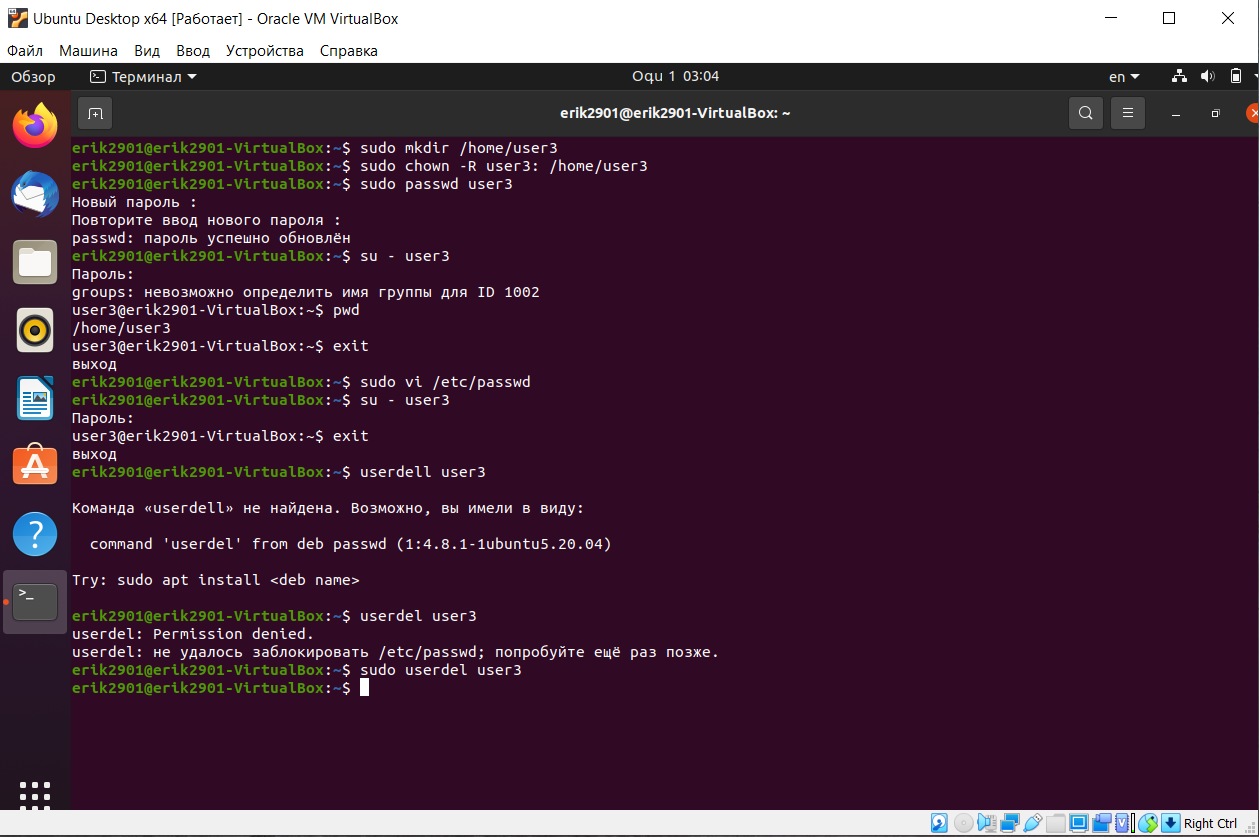 Ubuntu Desktop x64 [Работает] - Oracle VM VirtualBox
Файл Машина Вид Ввод Устройства Справка
Обзор Терминал Oqu 1 03:04 en
erik2901@erik2901-VirtualBox: ~
erik2901@erik2901-VirtualBox:~$ sudo mkdir /home/user3
erik2901@erik2901-VirtualBox:~$ sudo chown -R user3: /home/user3
erik2901@erik2901-VirtualBox:~$ sudo passwd user3
Новый пароль :
Повторите ввод нового пароля :
passwd: пароль успешно обновлён
erik2901@erik2901-VirtualBox:~$ su - user3
Пароль:
groups: невозможно определить имя группы для ID 1002
user3@erik2901-VirtualBox:~$ pwd
/home/user3
user3@erik2901-VirtualBox:~$ exit
выход
erik2901@erik2901-VirtualBox:~$ sudo vi /etc/passwd
erik2901@erik2901-VirtualBox:~$ su - user3
Пароль:
user3@erik2901-VirtualBox:~$ exit
выход
erik2901@erik2901-VirtualBox:~$ userdell user3
Команда «userdell» не найдена. Возможно, вы имели в виду:
command 'userdel' from deb passwd (1:4.8.1-1ubuntu5.20.04)
Try: sudo apt install <deb name>
erik2901@erik2901-VirtualBox:~$ userdel user3
userdel: Permission denied.
userdel: не удалось заблокировать /etc/passwd; попробуйте ещё раз позже.
erik2901@erik2901-VirtualBox:~$ sudo userdel user3
erik2901@erik2901-VirtualBox:~$
Right Ctrl